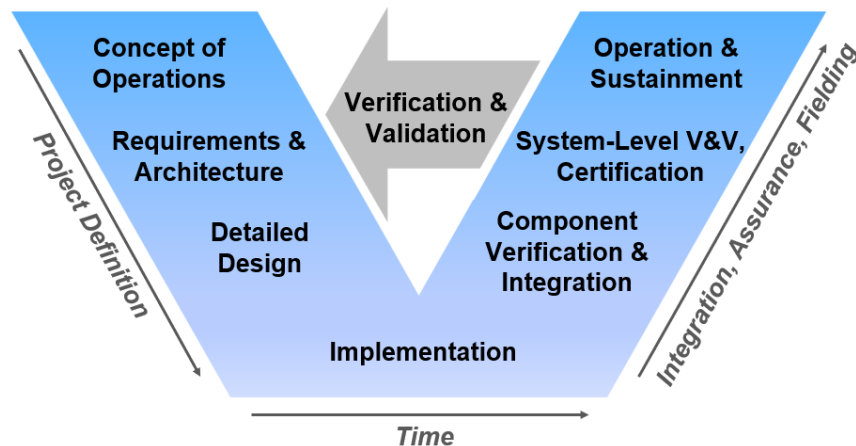 Concept of
Operations
Requirements &
Architecture
Detailed
Design
Project Definition
Verification &
Validation
Implementation
Operation &
Sustainment
System-Level V&V,
Certification
Component
Verification &
Integration
Integration, Assurance, Fielding
Time